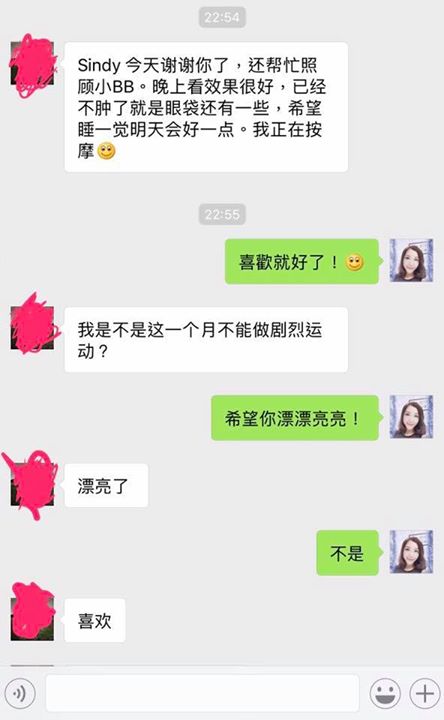 22:54
Sindy 今天谢谢你了，还帮忙照
顾小BB。晚上看效果很好，已经
不肿了就是眼袋还有一些，希望
睡一觉明天会好一点。我正在按
摩
22:55
喜歡就好了！
我是不是这一个月不能做剧烈运
动？
希望你漂漂亮亮！
漂亮了
不是
喜欢